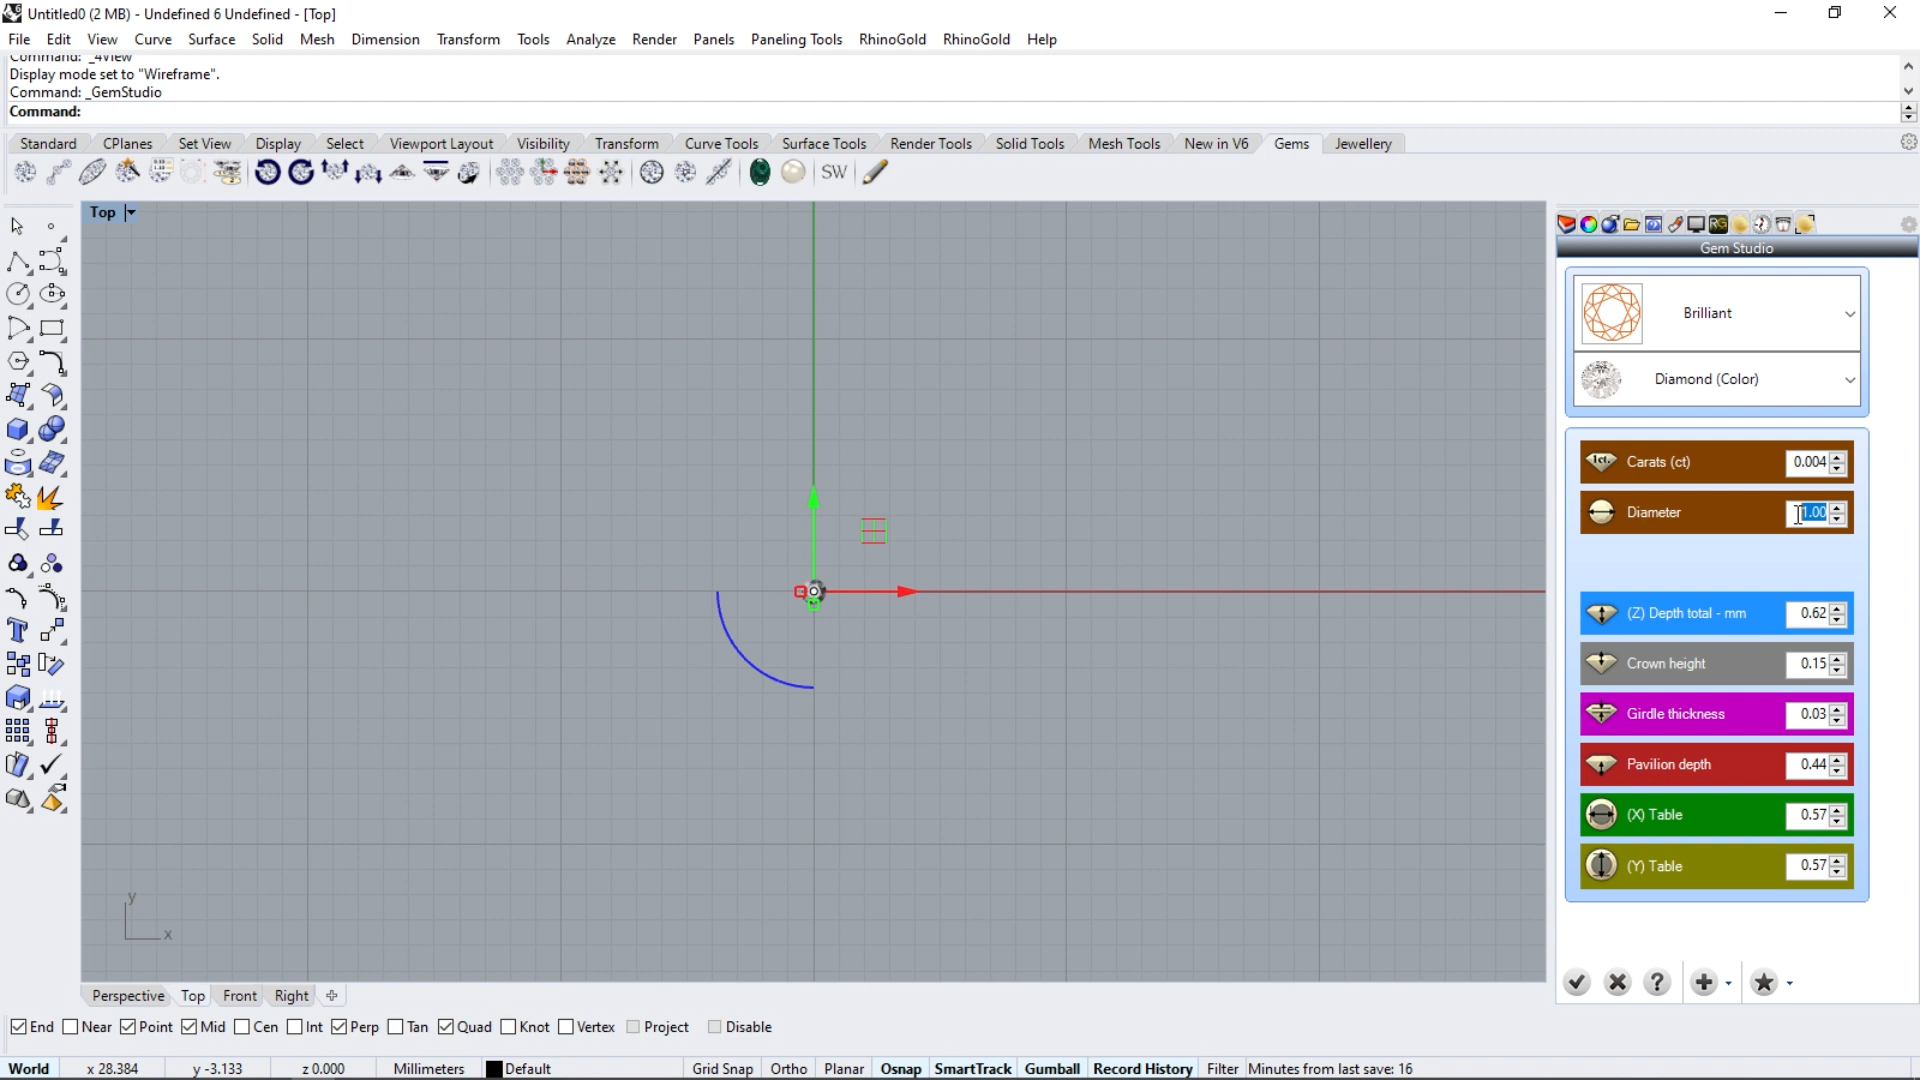 Untitled0 (2 MB) - Undefined 6 Undefined - [Top]
File Edit View Curve Surface Solid Mesh Dimension Transform Tools Analyze Render Panels Paneling Tools RhinoGold RhinoGold Help
Command: _4View
Display mode set to "Wireframe".
Command: _GemStudio
Command:
Standard CPlanes Set View Display Select Viewport Layout Visibility Transform Curve Tools Surface Tools Render Tools Solid Tools Mesh Tools New in V6 Gems Jewellery
SW
Top
RG
Gem Studio
Brilliant
Diamond (Color)
1ct. Carats (ct) 0.004
Diameter 1.00
(Z) Depth total - mm 0.62
Crown height 0.15
Girdle thickness 0.03
Pavilion depth 0.44
(X) Table 0.57
(Y) Table 0.57
y
x
Perspective Top Front Right
End Near Point Mid Cen Int Perp Tan Quad Knot Vertex Project Disable
World x 28.384 y -3.133 z 0.000 Millimeters Default Grid Snap Ortho Planar Osnap SmartTrack Gumball Record History Filter Minutes from last save: 16